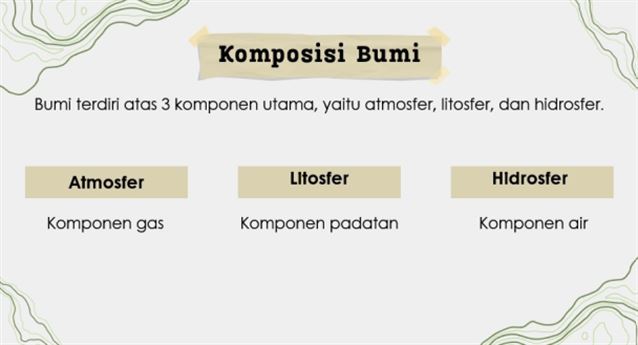 Komposisi Bumi
Bumi terdiri atas 3 komponen utama, yaitu atmosfer, litosfer, dan hidrosfer.
Atmosfer
Komponen gas
Litosfer
Komponen padatan
Hidrosfer
Komponen air